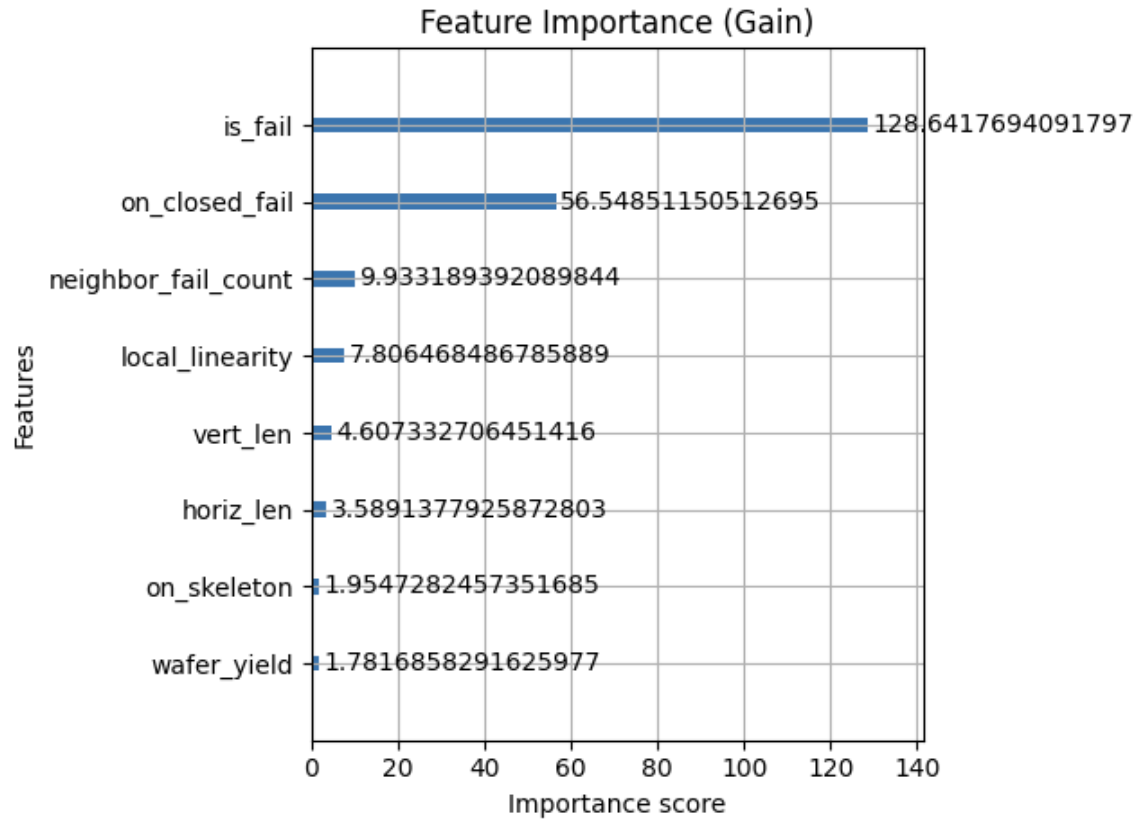 Feature Importance (Gain)
Features
is_fail 128.6417694091797
on_closed_fail 56.54851150512695
neighbor_fail_count 9.933189392089844
local_linearity 7.806468486785889
vert_len 4.607332706451416
horiz_len 3.5891377925872803
on_skeleton 1.9547282457351685
wafer_yield 1.7816858291625977
0 20 40 60 80 100 120 140
Importance score